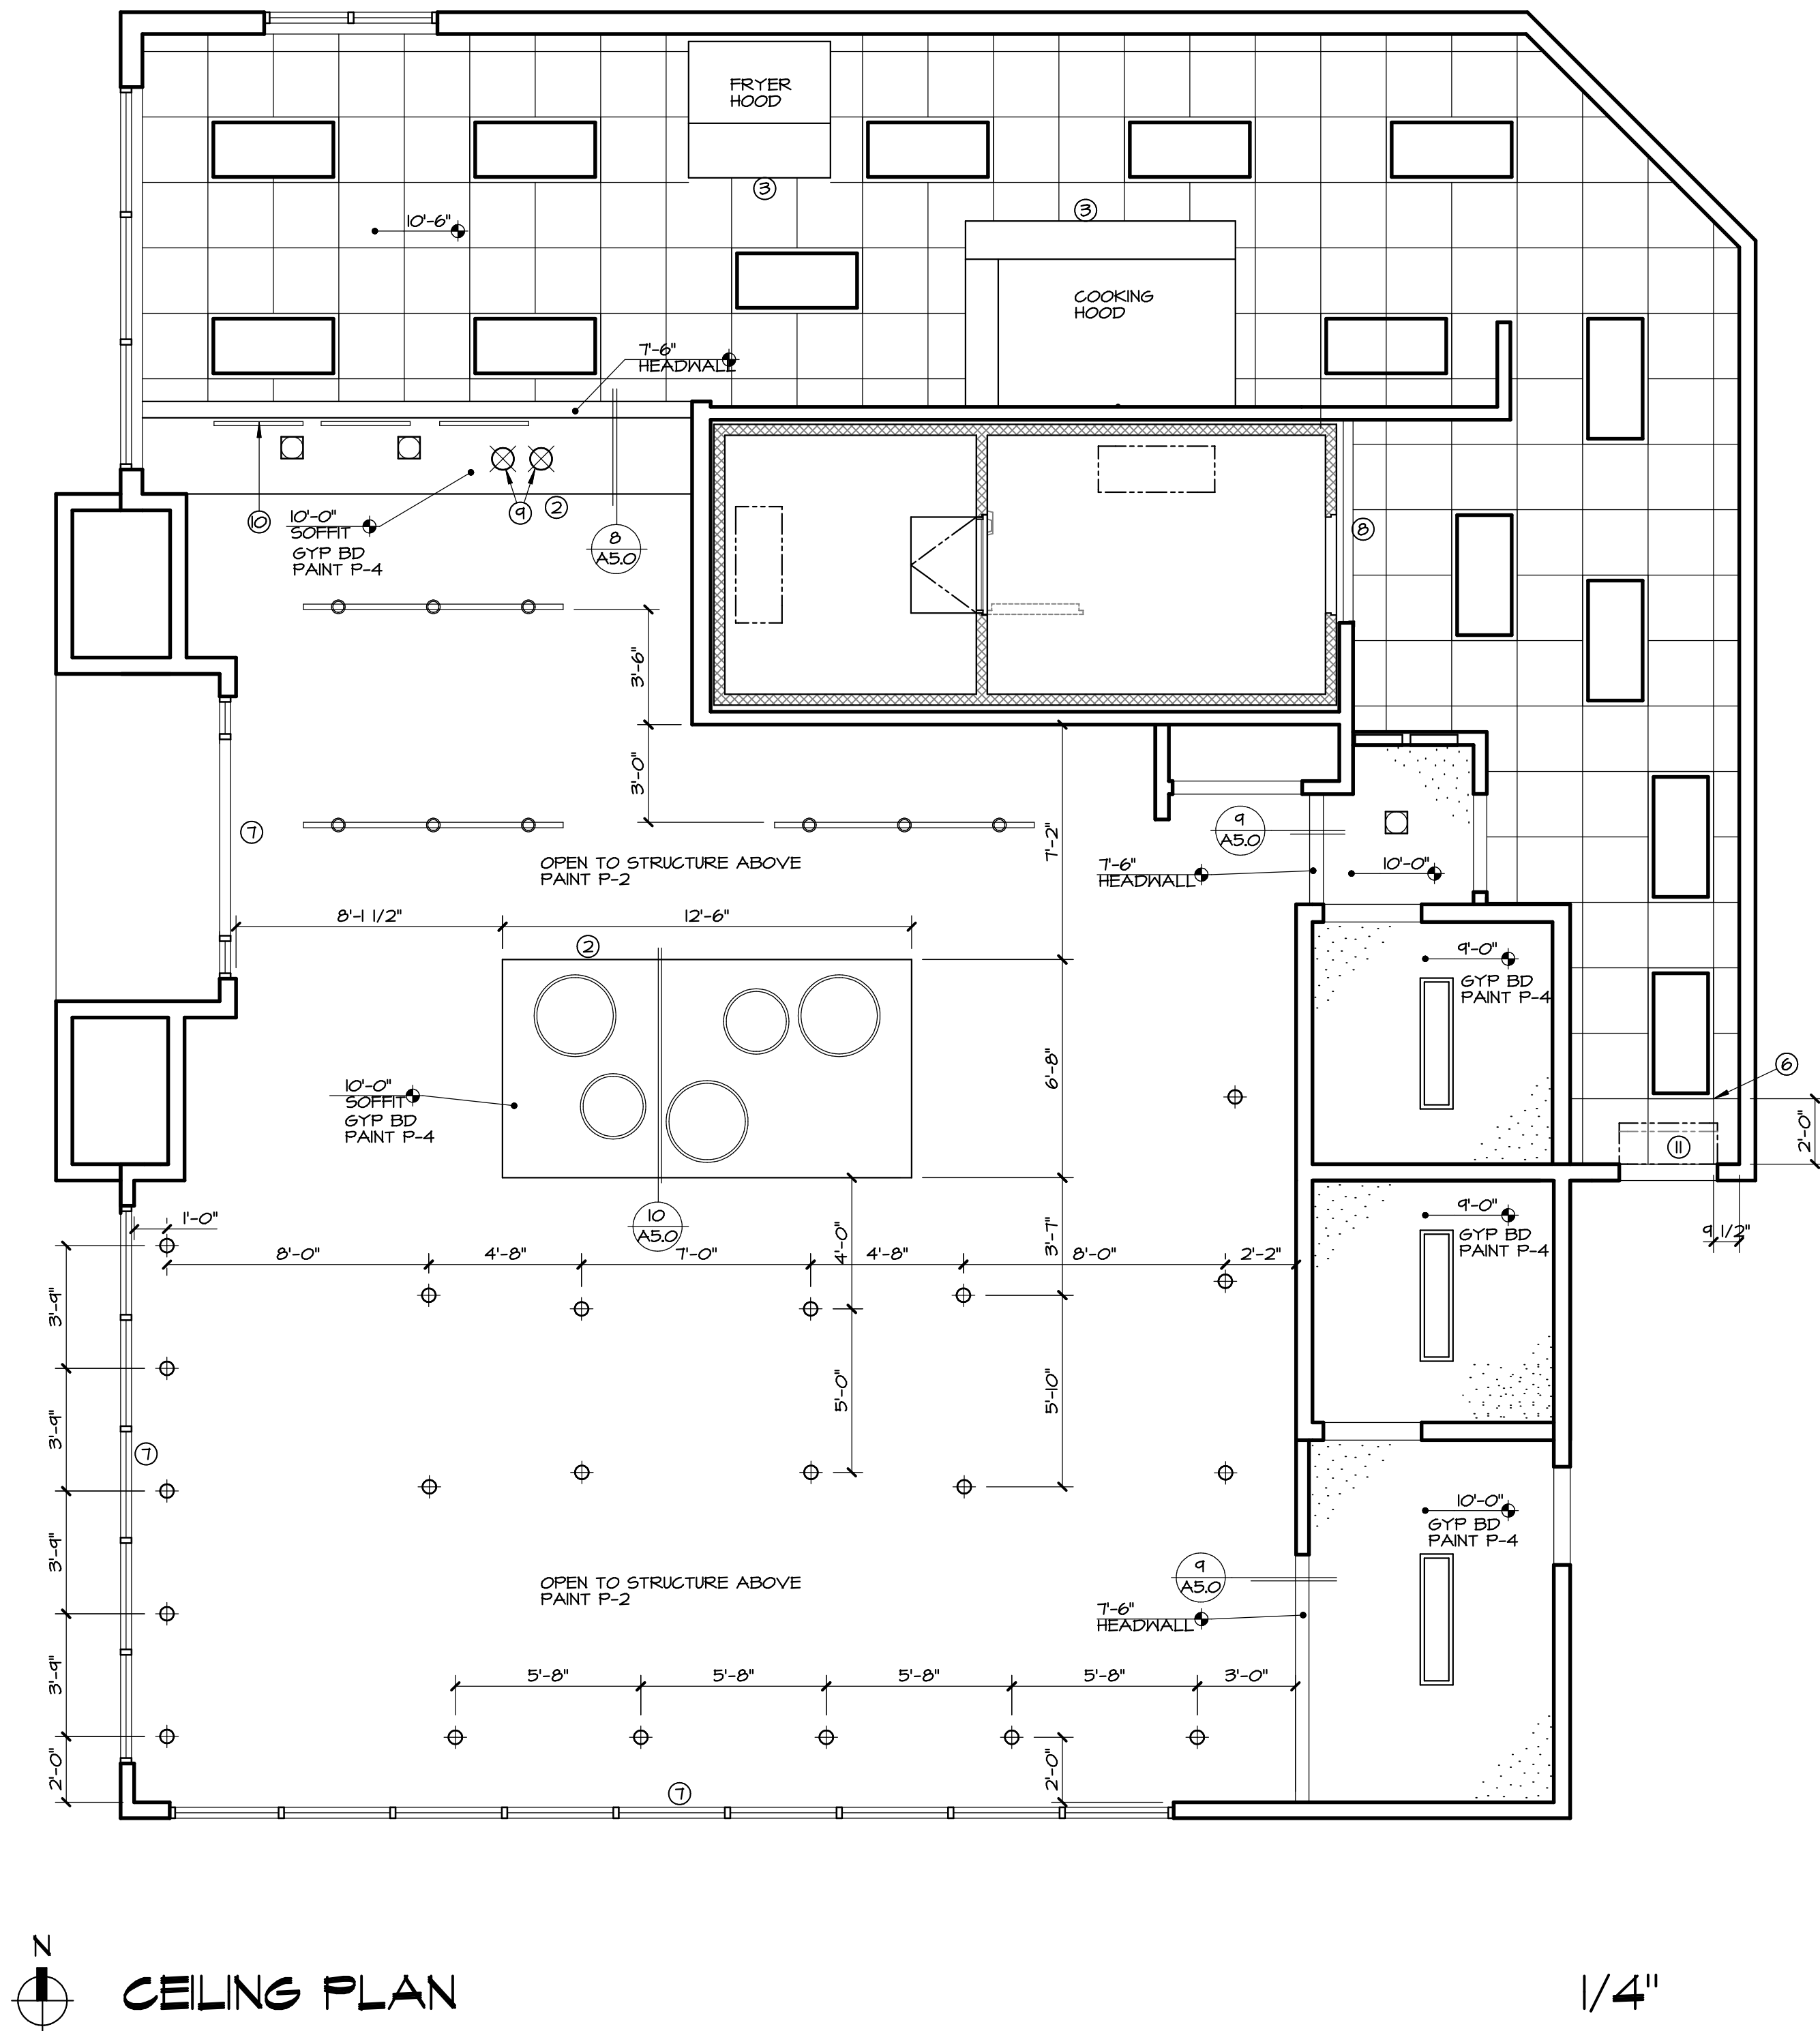 FRYER
HOOD
3
3
10'-6"
COOKING
HOOD
7'-6"
HEADWALL
10
10'-0"
SOFFIT
GYP BD
PAINT P-4
9
2
8
A5.0
8
3'-6"
3'-0"
7
7'-2"
9
A5.0
7'-6"
HEADWALL
10'-0"
OPEN TO STRUCTURE ABOVE
PAINT P-2
8'-1 1/2"
12'-6"
2
9'-0"
GYP BD
PAINT P-4
10'-0"
SOFFIT
GYP BD
PAINT P-4
6'-8"
6
2'-0"
11
10
A5.0
1'-0"
8'-0"
4'-8"
7'-0"
4'-0"
4'-8"
3'-7"
8'-0"
2'-2"
9'-0"
GYP BD
PAINT P-4
9 1/2"
3'-9"
5'-0"
5'-10"
3'-9"
7
10'-0"
GYP BD
PAINT P-4
3'-9"
OPEN TO STRUCTURE ABOVE
PAINT P-2
9
A5.0
7'-6"
HEADWALL
3'-9"
5'-8"
5'-8"
5'-8"
5'-8"
3'-0"
2'-0"
2'-0"
7
N
CEILING PLAN
1/4"